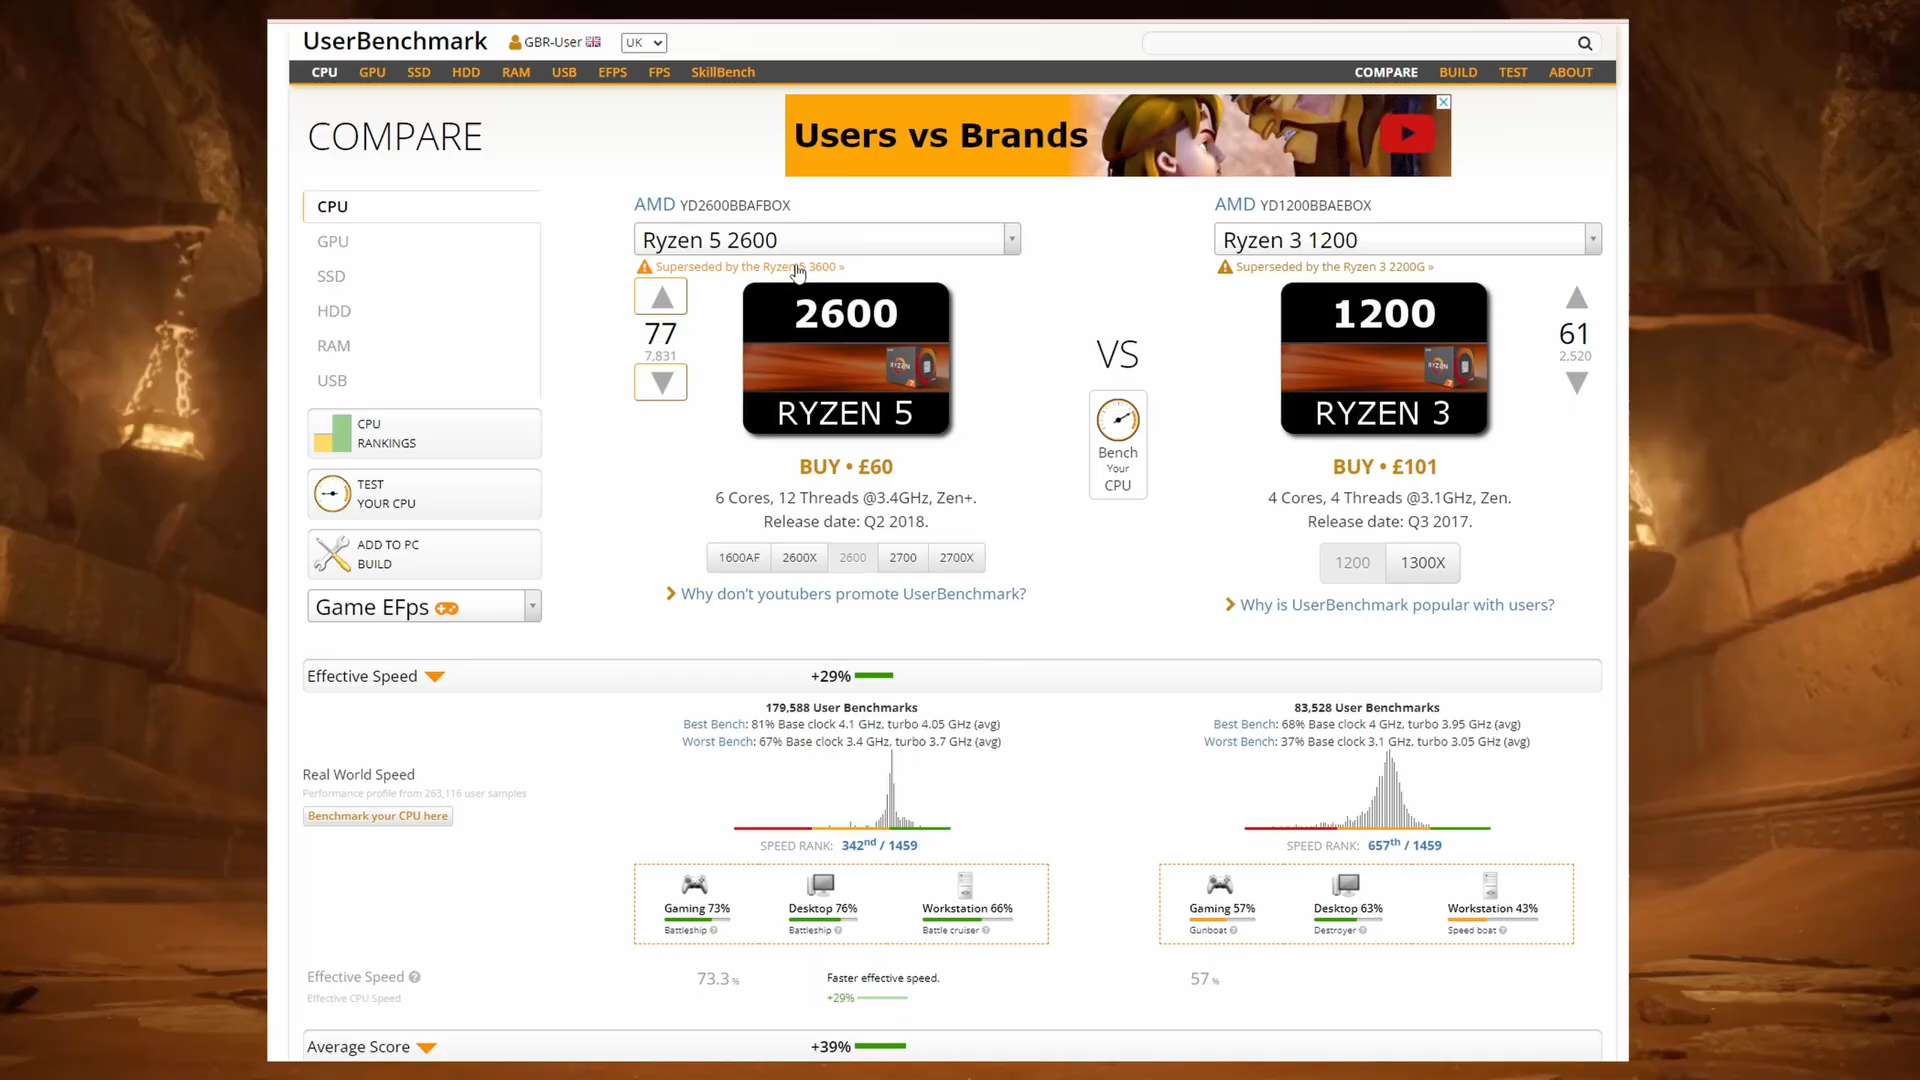 UserBenchmark GBR-User UK
CPU GPU SSD HDD RAM USB EFPS FPS SkillBench COMPARE BUILD TEST ABOUT
COMPARE
Users vs Brands
CPU
GPU
SSD
HDD
RAM
USB
CPU
RANKINGS
TEST
YOUR CPU
ADD TO PC
BUILD
Game EFps
AMD YD2600BBAFBOX
Ryzen 5 2600
Superseded by the Ryzen 5 3600 »
77
7,831
2600
RYZEN
RYZEN 5
BUY • £60
6 Cores, 12 Threads @3.4GHz, Zen+.
Release date: Q2 2018.
1600AF 2600X 2600 2700 2700X
Why don't youtubers promote UserBenchmark?
VS
Bench
Your
CPU
AMD YD1200BBAEBOX
Ryzen 3 1200
Superseded by the Ryzen 3 2200G »
61
2,520
1200
RYZEN
RYZEN 3
BUY • £101
4 Cores, 4 Threads @3.1GHz, Zen.
Release date: Q3 2017.
1200 1300X
Why is UserBenchmark popular with users?
Effective Speed +29%
Real World Speed
Performance profile from 263,116 user samples
Benchmark your CPU here
179,588 User Benchmarks
Best Bench: 81% Base clock 4.1 GHz, turbo 4.05 GHz (avg)
Worst Bench: 67% Base clock 3.4 GHz, turbo 3.7 GHz (avg)
SPEED RANK: 342nd / 1459
Gaming 73% Desktop 76% Workstation 66%
Battleship Battleship Battle cruiser
83,528 User Benchmarks
Best Bench: 68% Base clock 4 GHz, turbo 3.95 GHz (avg)
Worst Bench: 37% Base clock 3.1 GHz, turbo 3.05 GHz (avg)
SPEED RANK: 657th / 1459
Gaming 57% Desktop 63% Workstation 43%
Gunboat Destroyer Speed boat
Effective Speed 73.3 % Faster effective speed. 57 %
Effective CPU Speed +29%
Average Score +39%